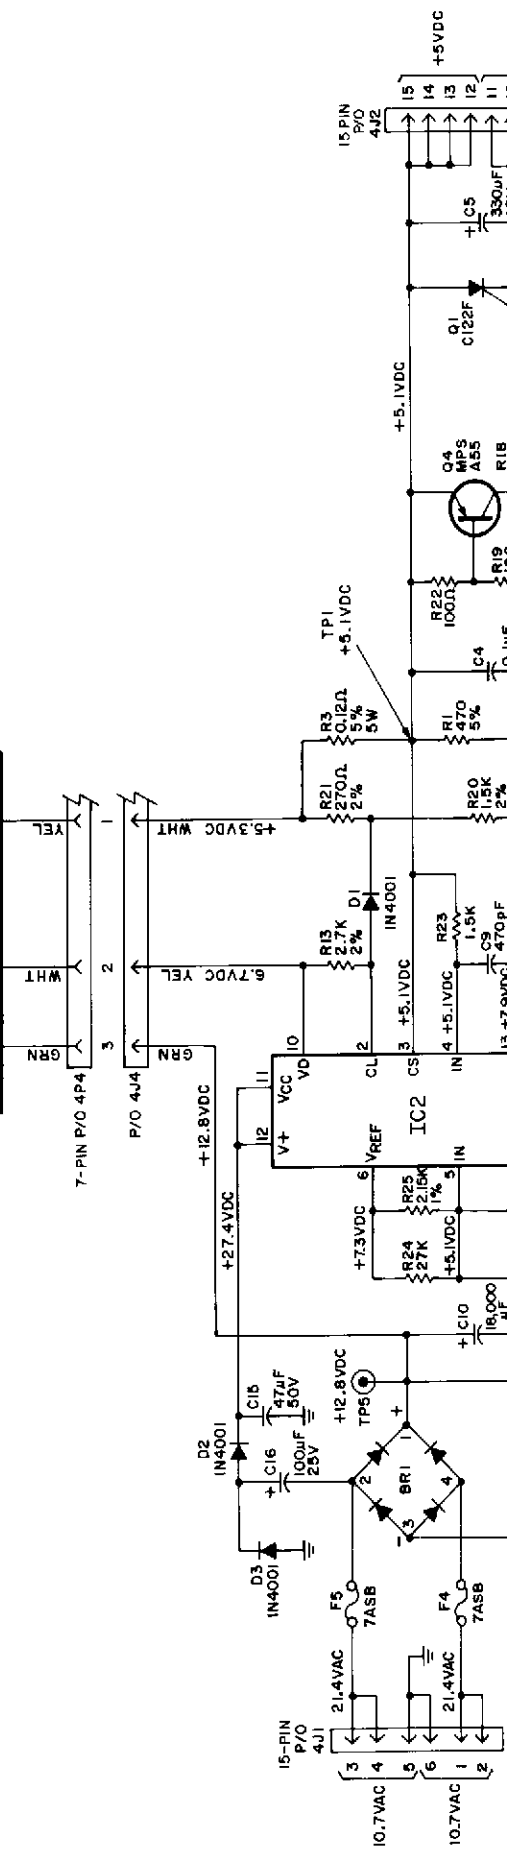 +5VDC
15
14
13
12
11
15 PIN
P/O
4J2
+
C5
330µF
Q1
C122F
+5.1VDC
Q4
MPS
A55
R18
R22
100Ω
R19
TP1
+5.1VDC
C4
R3
0.12Ω
5%
5W
R1
470
5%
YEL
1
+5.3VDC WHT
R21
270Ω
2%
R20
1.5K
2%
D1
1N4001
WHT
2
6.7VDC YEL
R13
2.7K
2%
R23
1.5K
C9
470pF
+5.1VDC
+5.1VDC
GRN
3
GRN
7-PIN P/O 4P4
P/O 4J4
10
VD
2
CL
3
CS
4
IN
13
+7.9VDC
11
VCC
12
V+
IC2
6
VREF
5
IN
+12.8VDC
+27.4VDC
+7.3VDC
R25
2.15K
1%
+5.1VDC
R24
27K
+
C10
18,000
µF
+12.8VDC
TP5
C15
47µF
50V
D2
1N4001
+
C16
100µF
25V
+
1
2
BR1
4
3
-
D3
1N4001
F5
7ASB
F4
7ASB
21.4VAC
21.4VAC
15-PIN
P/O
4J1
3
4
5
6
1
2
10.7VAC
10.7VAC